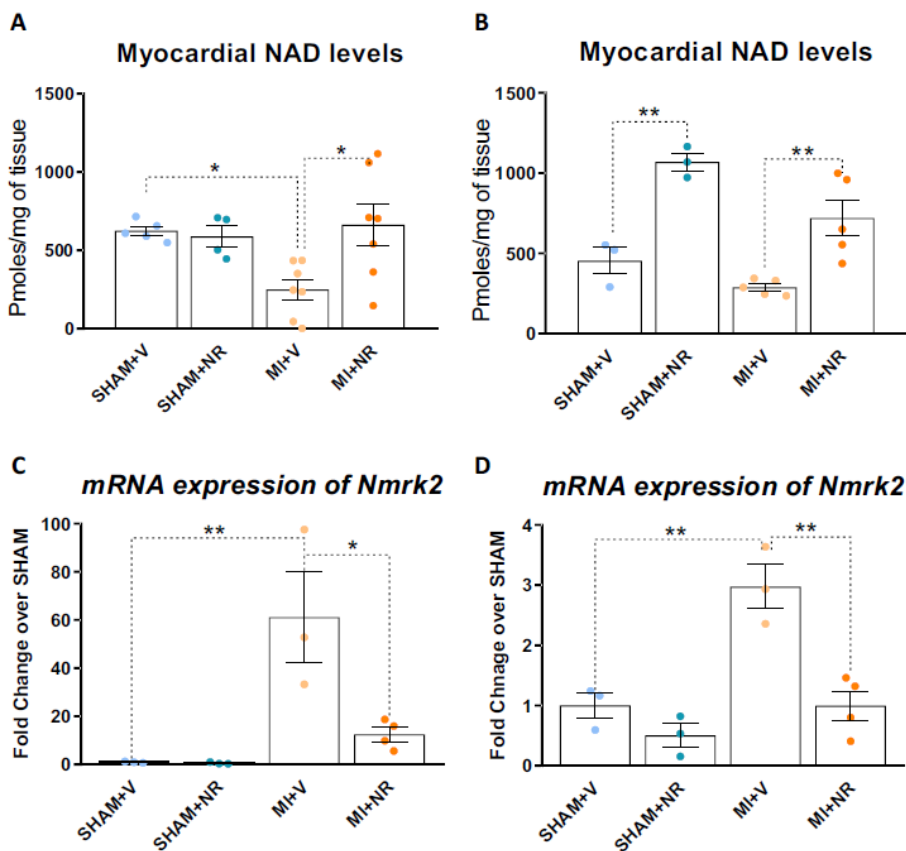 A
Myocardial NAD levels
Pmoles/mg of tissue
1500
1000
500
0
*
*
SHAM+V
SHAM+NR
MI+V
MI+NR
B
Myocardial NAD levels
Pmoles/mg of tissue
1500
1000
500
0
**
**
SHAM+V
SHAM+NR
MI+V
MI+NR
C
mRNA expression of Nmrk2
Fold Change over SHAM
100
80
60
40
20
0
**
*
SHAM+V
SHAM+NR
MI+V
MI+NR
D
mRNA expression of Nmrk2
Fold Chnage over SHAM
4
3
2
1
0
**
**
SHAM+V
SHAM+NR
MI+V
MI+NR